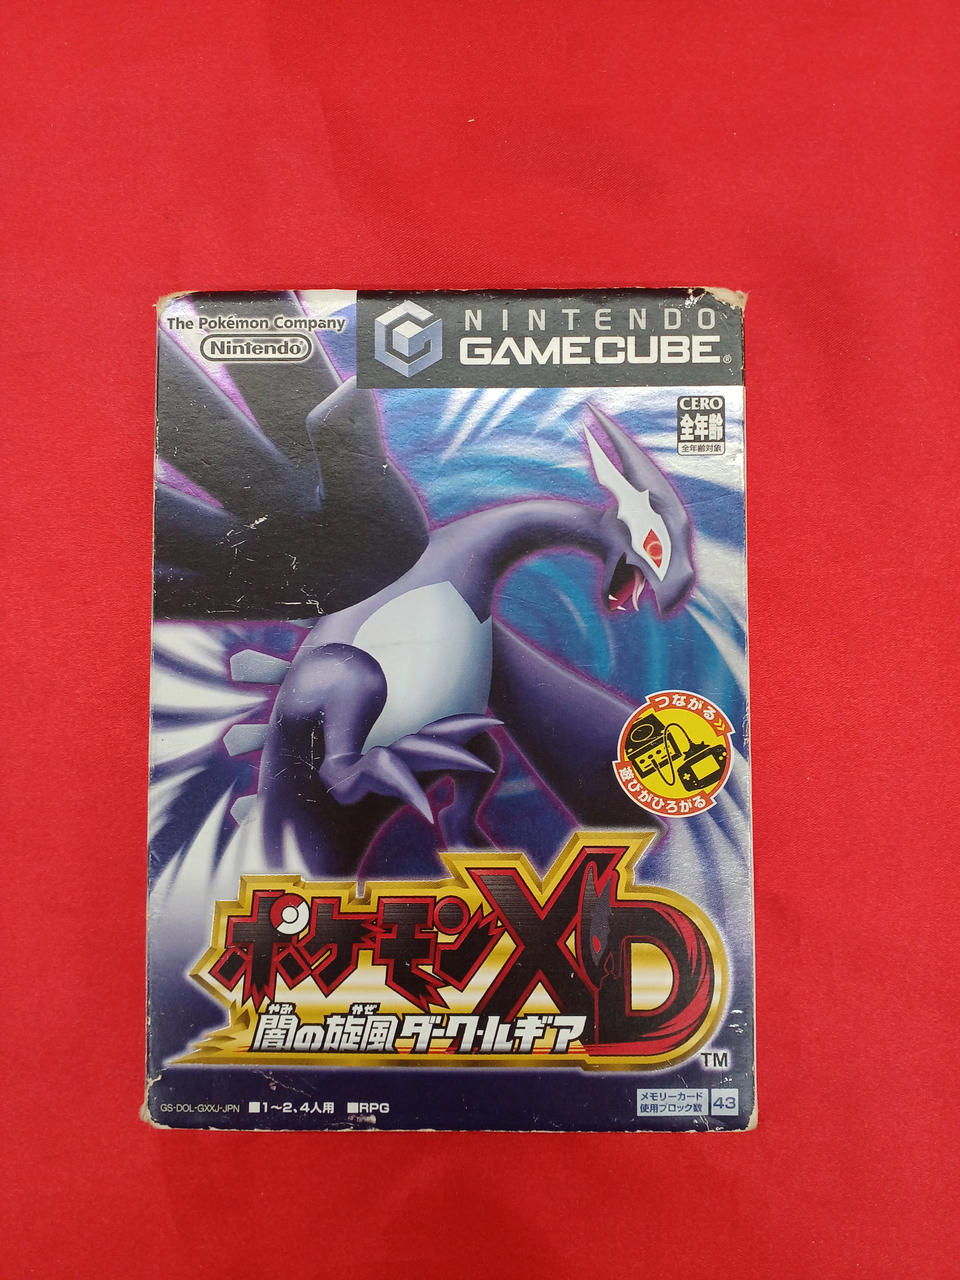 The Pokémon Company
Nintendo
NINTENDO
GAMECUBE®
CERO
全年齢
全年齢対象
つながる
遊びがひろがる
ポケモンXD
やみ かぜ
闇の旋風ダーク・ルギア
TM
GS-DOL-GXXJ-JPN ■1～2、4人用 ■RPG
メモリーカード
使用ブロック数 43